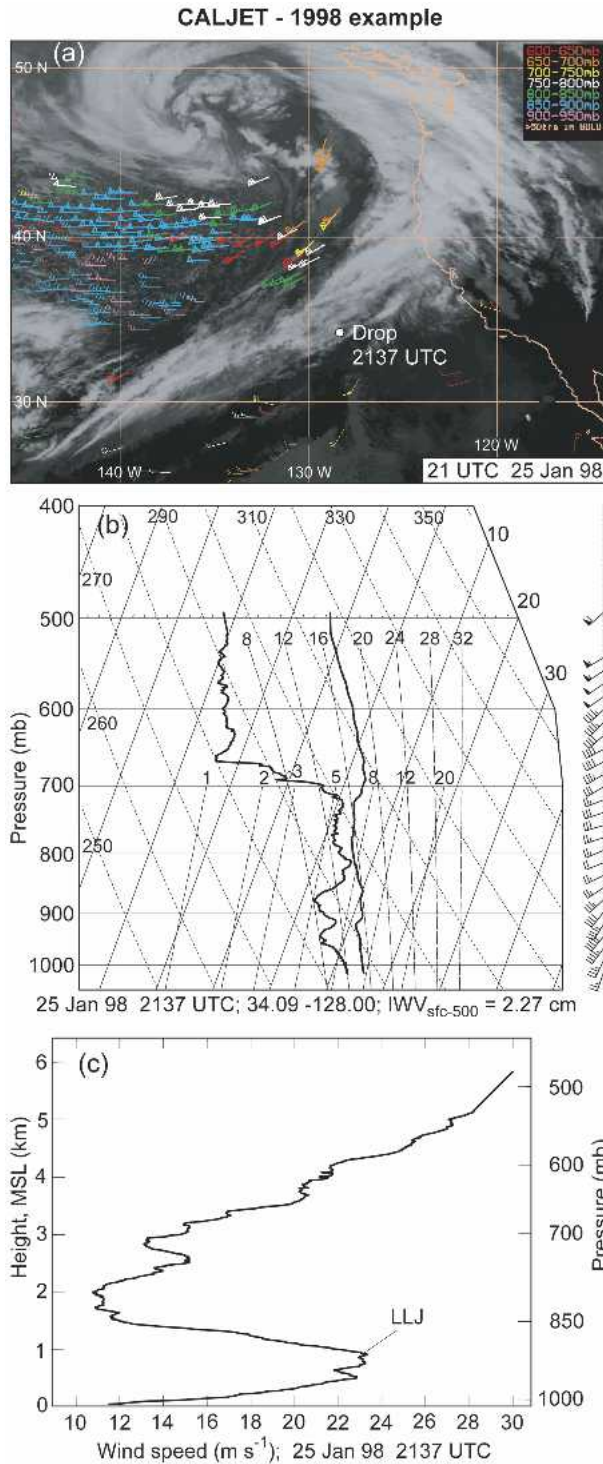 CALJET - 1998 example
(a)
600-650mb
650-700mb
700-750mb
750-800mb
800-850mb
850-900mb
900-950mb
50 N
40 N
30 N
Drop
2137 UTC
140 W
130 W
120 W
21 UTC 25 Jan 98
(b)
400
500
600
700
800
900
1000
Pressure (mb)
290 310 330 350
10
270
20
8 12 16 20 24 28 32
30
260
1 2 3 5 8 12 20
250
25 Jan 98 2137 UTC; 34.09 -128.00; IWVsfc-500 = 2.27 cm
(c)
6
5
4
3
2
1
0
Height, MSL (km)
500
600
700
850
1000
Pressure (mb)
LLJ
10 12 14 16 18 20 22 24 26 28 30
Wind speed (m s-1); 25 Jan 98 2137 UTC